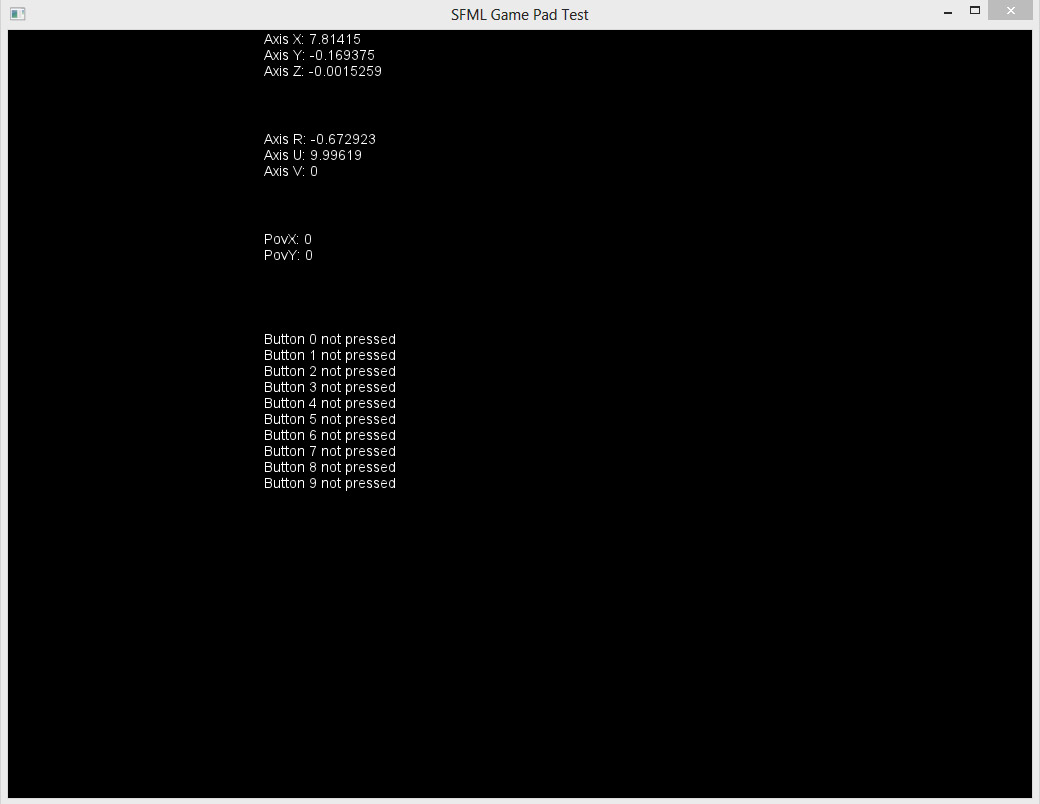 SFML Game Pad Test
Axis X: 7.81415
Axis Y: -0.169375
Axis Z: -0.0015259
Axis R: -0.672923
Axis U: 9.99619
Axis V: 0
PovX: 0
PovY: 0
Button 0 not pressed
Button 1 not pressed
Button 2 not pressed
Button 3 not pressed
Button 4 not pressed
Button 5 not pressed
Button 6 not pressed
Button 7 not pressed
Button 8 not pressed
Button 9 not pressed